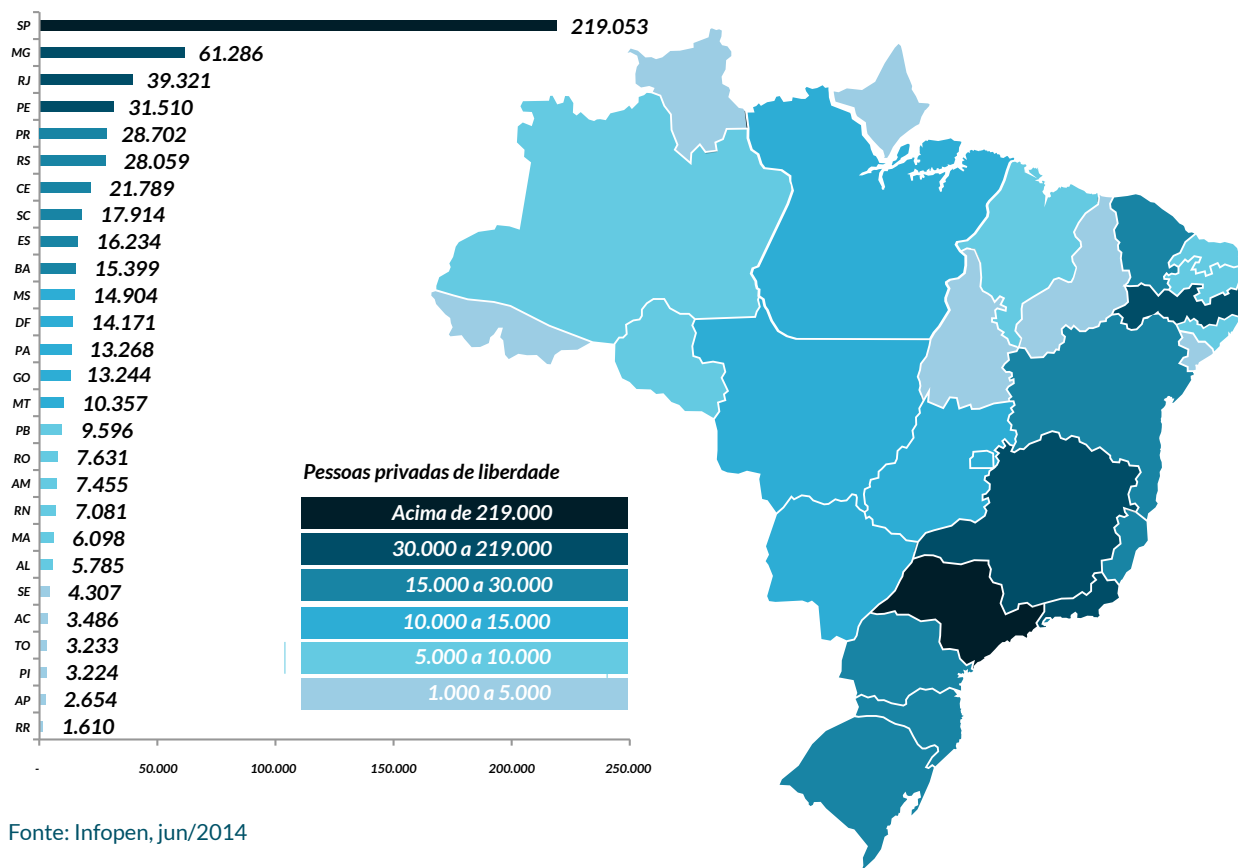 SP 219.053
MG 61.286
RJ 39.321
PE 31.510
PR 28.702
RS 28.059
CE 21.789
SC 17.914
ES 16.234
BA 15.399
MS 14.904
DF 14.171
PA 13.268
GO 13.244
MT 10.357
PB 9.596
RO 7.631
AM 7.455
RN 7.081
MA 6.098
AL 5.785
SE 4.307
AC 3.486
TO 3.233
PI 3.224
AP 2.654
RR 1.610
- 50.000 100.000 150.000 200.000 250.000
Pessoas privadas de liberdade
Acima de 219.000
30.000 a 219.000
15.000 a 30.000
10.000 a 15.000
5.000 a 10.000
1.000 a 5.000
Fonte: Infopen, jun/2014